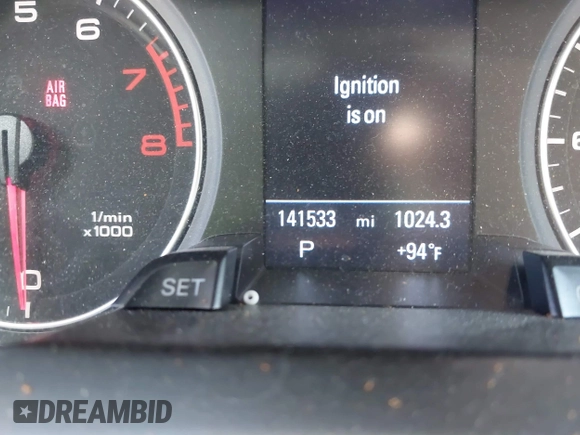 5
6
7
8
AIR
BAG
1/min
x1000
0
Ignition
is on
141533 mi 1024.3
P +94°F
SET
DREAMBID